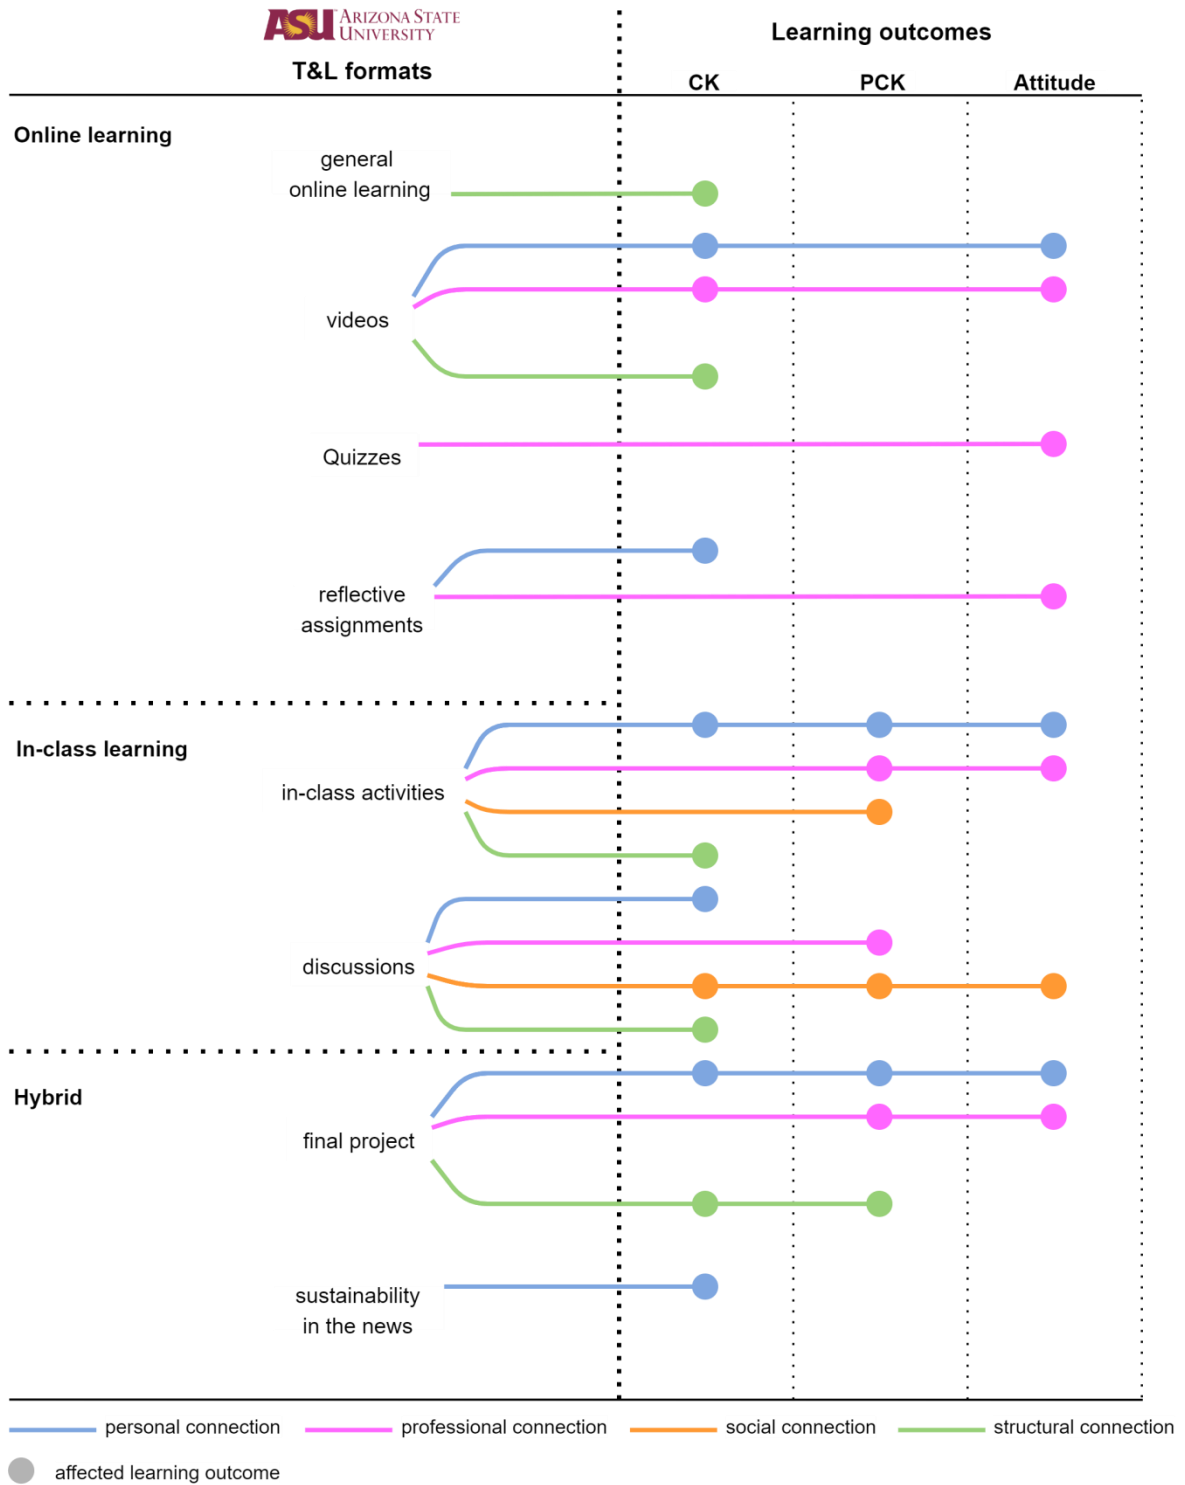 ASU ARIZONA STATE
UNIVERSITY
Learning outcomes
T&L formats
CK PCK Attitude
Online learning
general
online learning
videos
Quizzes
reflective
assignments
In-class learning
in-class activities
discussions
Hybrid
final project
sustainability
in the news
personal connection professional connection social connection structural connection
affected learning outcome